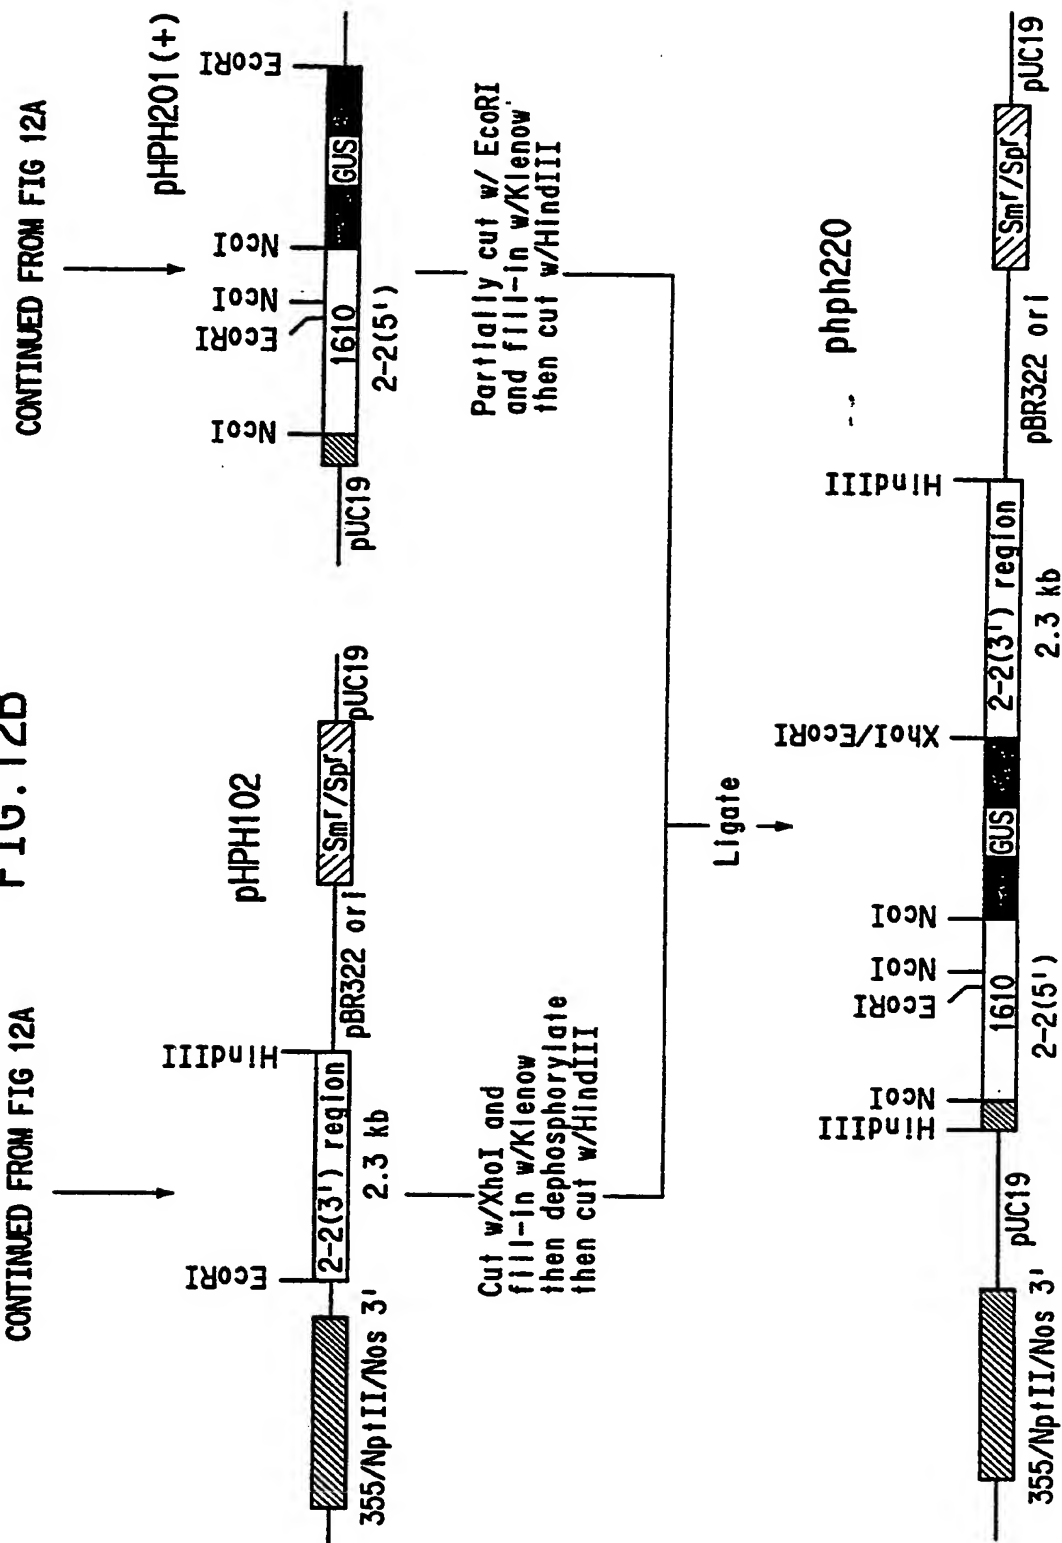 FIG.12B
CONTINUED FROM FIG 12A
CONTINUED FROM FIG 12A
pHPH102
EcoRI
HindIII
2-2(3') region
Smr/Spr
355/NptII/Nos 3'
2.3 kb
pBR322 ori
pUC19
pHPH201(+)
NcoI
EcoRI
NcoI
NcoI
EcoRI
1610
GUS
pUC19
2-2(5')
Cut w/XhoI and
fill-in w/Klenow
then dephosphorylate
then cut w/HindIII
Partially cut w/ EcoRI
and fill-in w/Klenow
then cut w/HindIII
Ligate
phph220
HindIII
NcoI
EcoRI
NcoI
NcoI
XhoI/EcoRI
HindIII
1610
GUS
2-2(3') region
Smr/Spr
355/NptII/Nos 3'
pUC19
2-2(5')
2.3 kb
pBR322 ori
pUC19